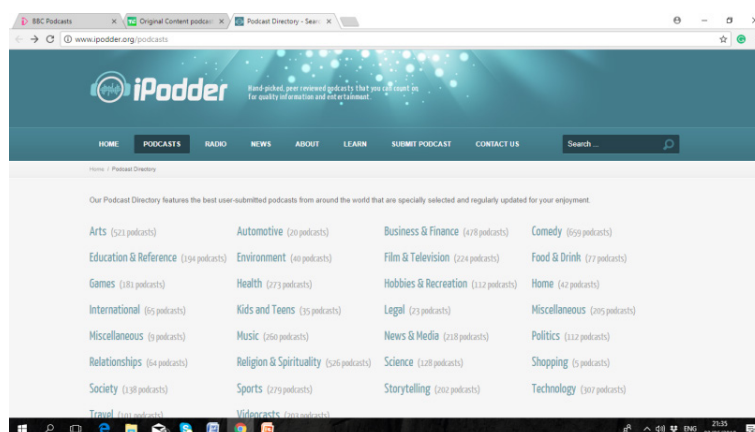 BBC Podcasts
Original Content podcas
Podcast Directory - Sear
www.ipodder.org/podcasts
iPodder
Hand-picked, peer reviewed podcasts that you can count on
for quality information and entertainment.
HOME PODCASTS RADIO NEWS ABOUT LEARN SUBMIT PODCAST CONTACT US Search ...
Home Podcast Directory
Our Podcast Directory features the best user-submitted podcasts from around the world that are specially selected and regularly updated for your enjoyment.
Arts (521 podcasts) Automotive (20 podcasts) Business & Finance (478 podcasts) Comedy (659 podcasts)
Education & Reference (194 podcasts) Environment (40 podcasts) Film & Television (224 podcasts) Food & Drink (77 podcasts)
Games (181 podcasts) Health (273 podcasts) Hobbies & Recreation (112 podcasts) Home (42 podcasts)
International (65 podcasts) Kids and Teens (35 podcasts) Legal (23 podcasts) Miscellaneous (205 podcasts)
Miscellaneous (9 podcasts) Music (260 podcasts) News & Media (218 podcasts) Politics (112 podcasts)
Relationships (64 podcasts) Religion & Spirituality (526 podcasts) Science (128 podcasts) Shopping (5 podcasts)
Society (138 podcasts) Sports (279 podcasts) Storytelling (202 podcasts) Technology (307 podcasts)
Travel (101 podcasts) Videocasts (203 podcasts)
ENG 21:35